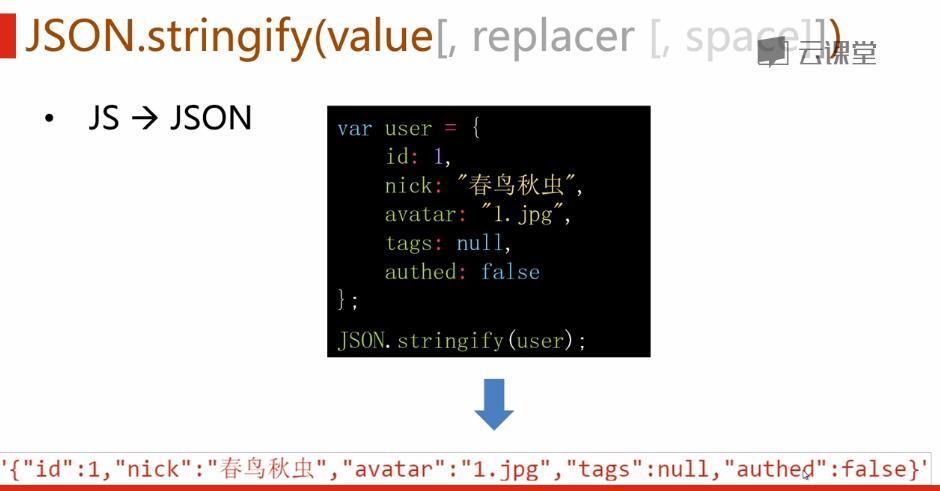 JSON.stringify(value[, replacer [, space]])
云课堂
• JS → JSON
var user = {
    id: 1,
    nick: "春鸟秋虫",
    avatar: "1.jpg",
    tags: null,
    authed: false
};
JSON.stringify(user);
'{"id":1,"nick":"春鸟秋虫","avatar":"1.jpg","tags":null,"authed":false}'